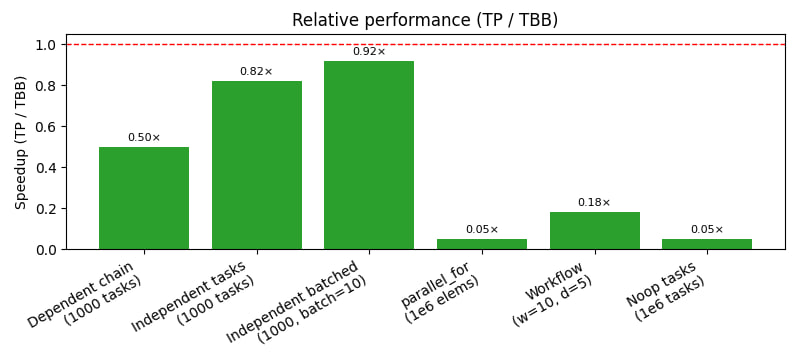 Relative performance (TP / TBB)
Speedup (TP / TBB)
1.0
0.8
0.6
0.4
0.2
0.0
0.50×
0.82×
0.92×
0.05×
0.18×
0.05×
Dependent chain
(1000 tasks)
Independent tasks
(1000 tasks)
Independent batched
(1000, batch=10)
parallel_for
(1e6 elems)
Workflow
(w=10, d=5)
Noop tasks
(1e6 tasks)